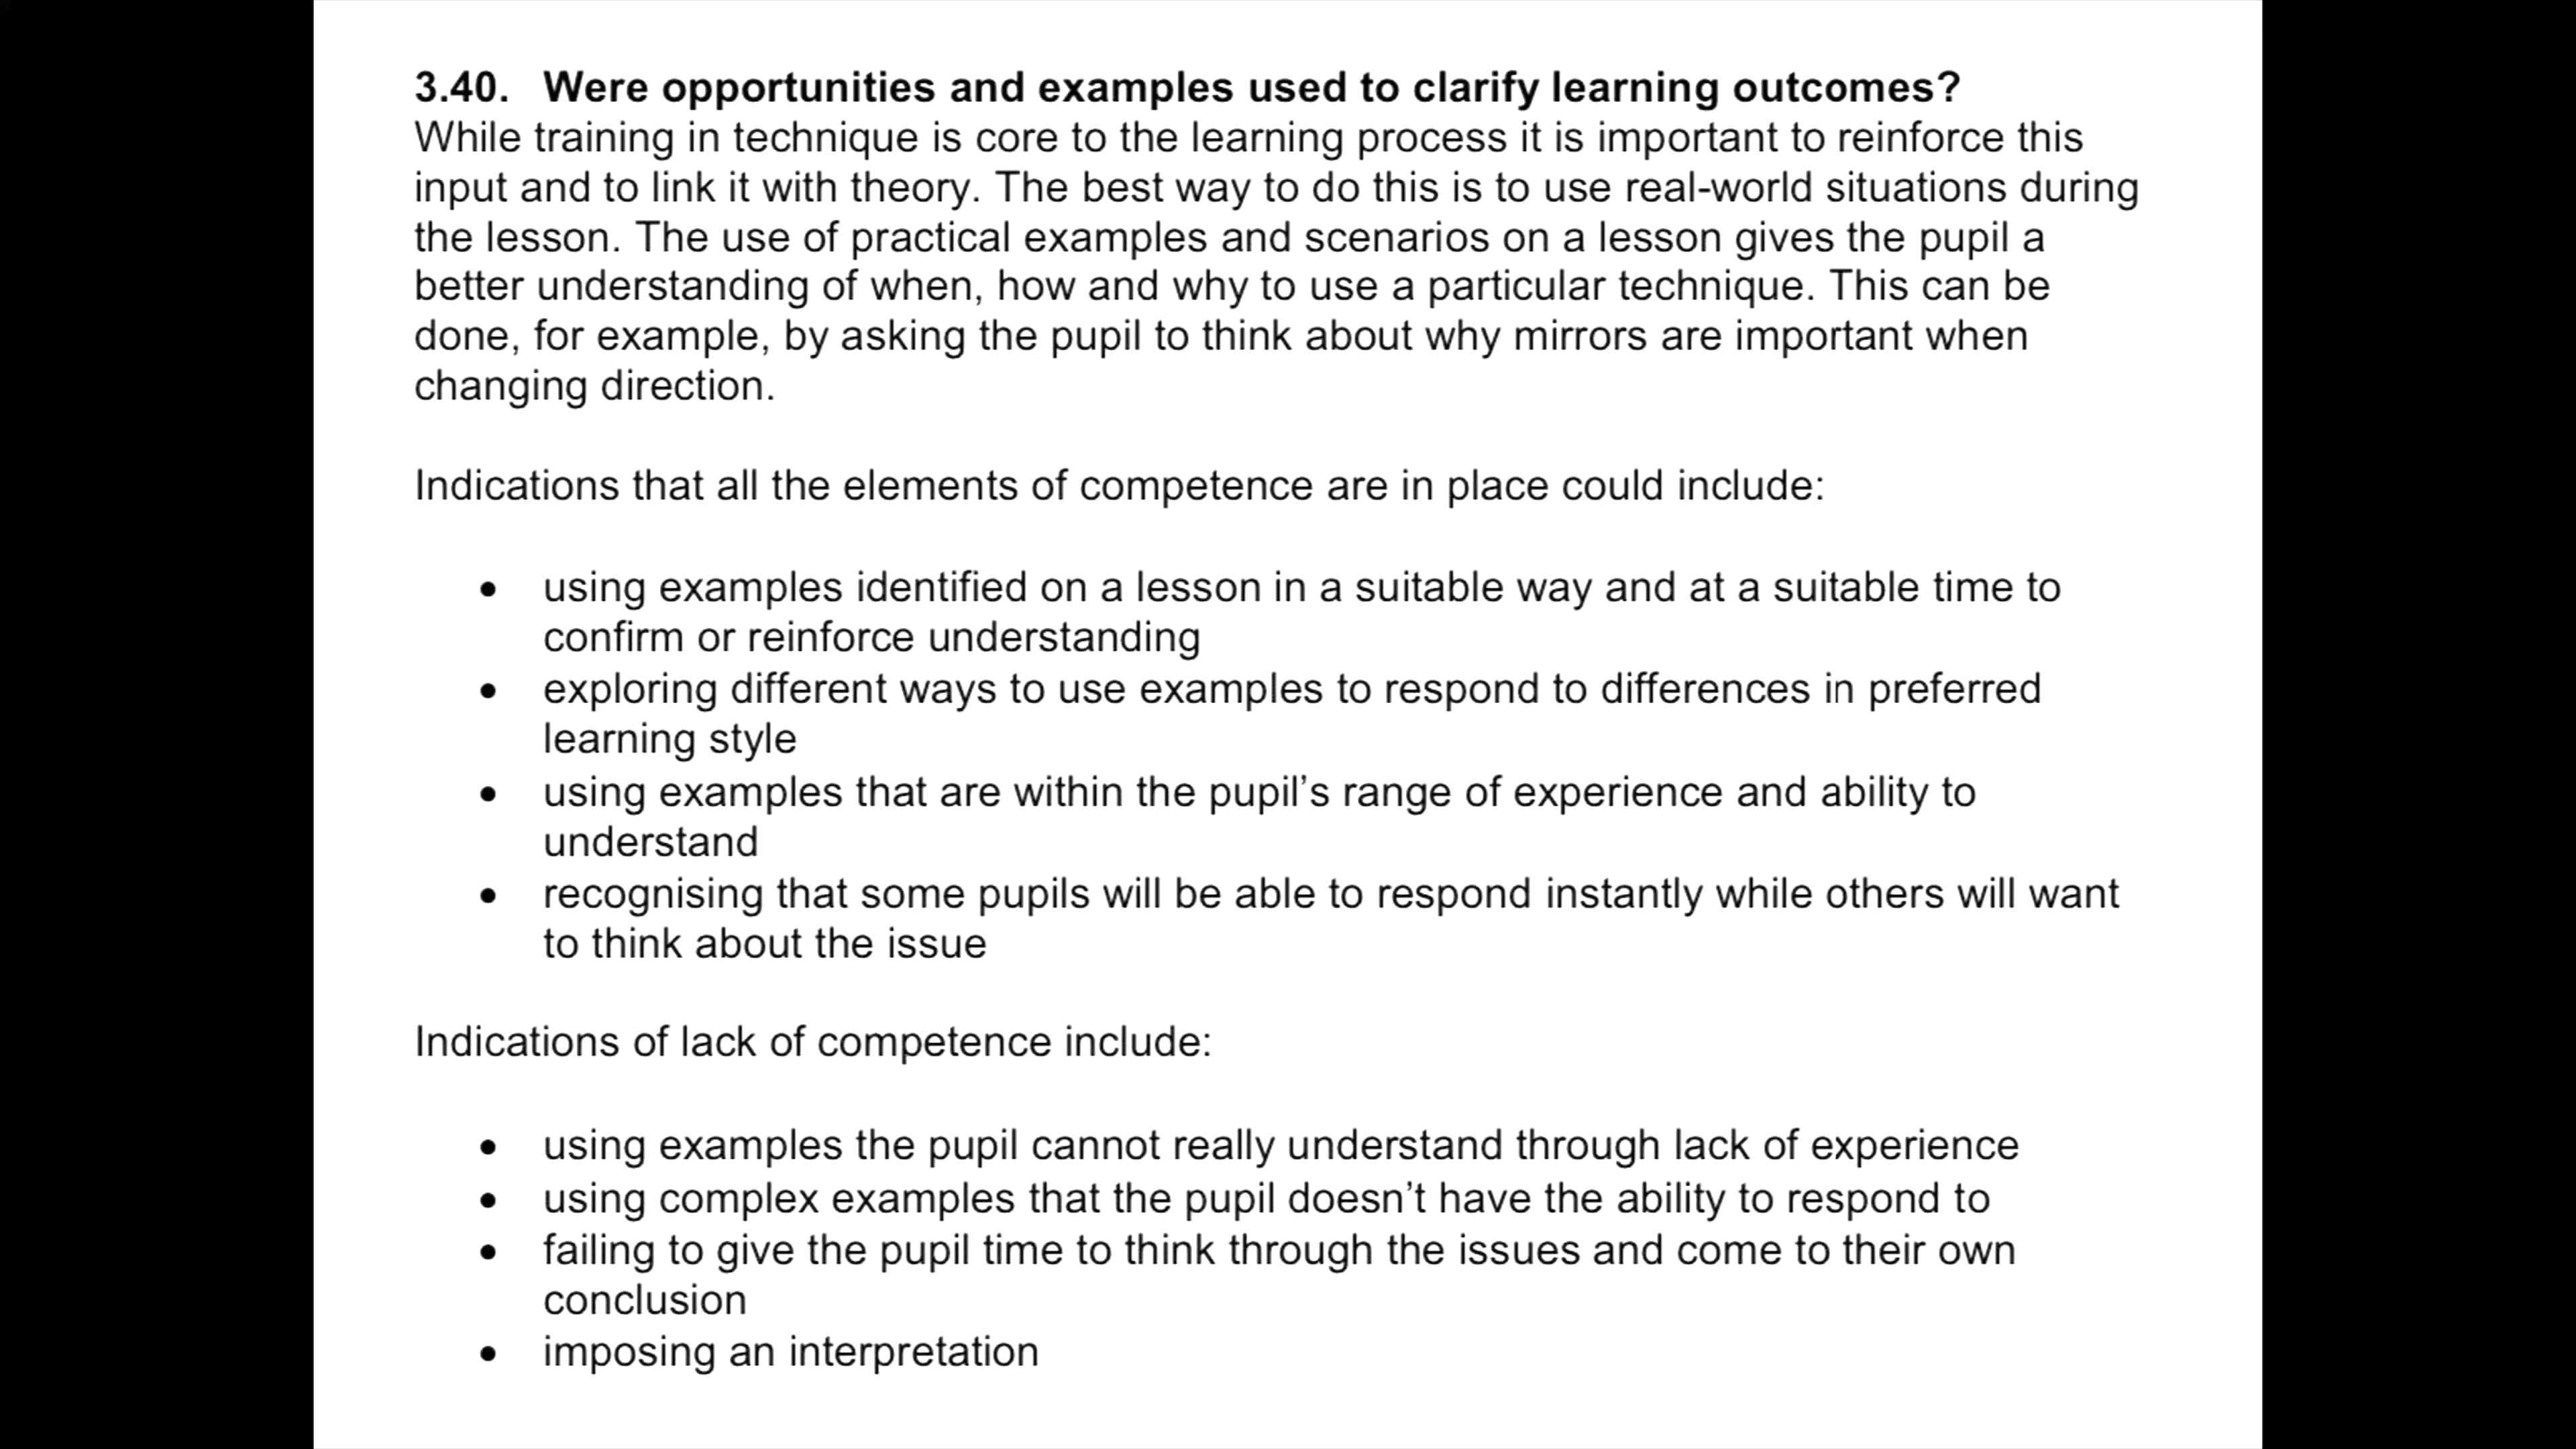 3.40. Were opportunities and examples used to clarify learning outcomes?
While training in technique is core to the learning process it is important to reinforce this
input and to link it with theory. The best way to do this is to use real-world situations during
the lesson. The use of practical examples and scenarios on a lesson gives the pupil a
better understanding of when, how and why to use a particular technique. This can be
done, for example, by asking the pupil to think about why mirrors are important when
changing direction.
Indications that all the elements of competence are in place could include:
• using examples identified on a lesson in a suitable way and at a suitable time to
confirm or reinforce understanding
• exploring different ways to use examples to respond to differences in preferred
learning style
• using examples that are within the pupil’s range of experience and ability to
understand
• recognising that some pupils will be able to respond instantly while others will want
to think about the issue
Indications of lack of competence include:
• using examples the pupil cannot really understand through lack of experience
• using complex examples that the pupil doesn’t have the ability to respond to
• failing to give the pupil time to think through the issues and come to their own
conclusion
• imposing an interpretation